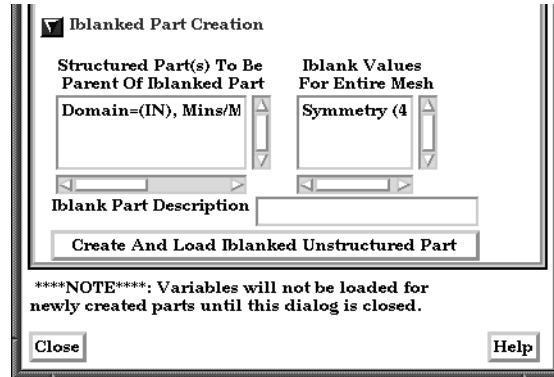 Iblanked Part Creation
Structured Part(s) To Be
Parent Of Iblanked Part
Iblank Values
For Entire Mesh
Domain=(IN), Mins/M
Symmetry (4
Iblank Part Description
Create And Load Iblanked Unstructured Part
****NOTE****: Variables will not be loaded for
newly created parts until this dialog is closed.
Close
Help